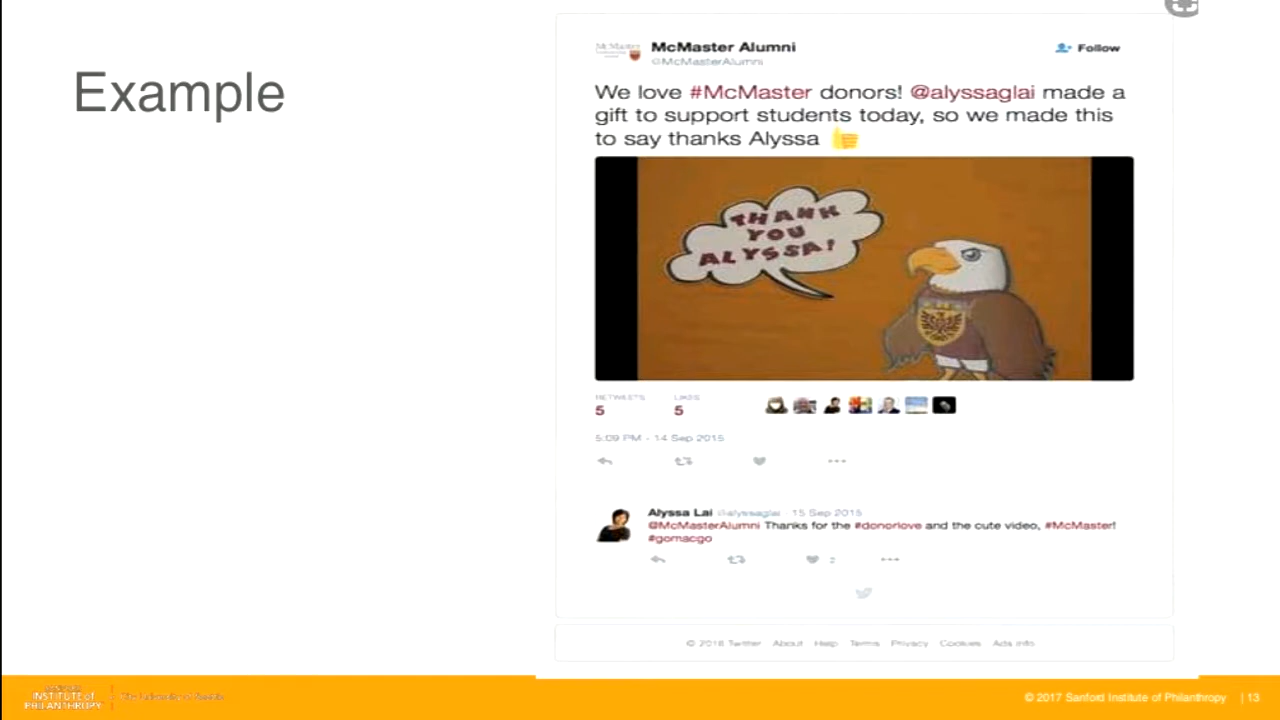 Example
McMaster Alumni
@McMasterAlumni
Follow
We love #McMaster donors! @alyssaglai made a
gift to support students today, so we made this
to say thanks Alyssa
THANK
YOU
ALYSSA!
RETWEETS
5
LIKES
5
5:09 PM - 14 Sep 2015
Alyssa Lai @alyssaglai · 15 Sep 2015
@McMasterAlumni Thanks for the #donorlove and the cute video, #McMaster!
#gomacgo
2
© 2016 Twitter About Help Terms Privacy Cookies Ads info
INSTITUTE of
PHILANTHROPY
© 2017 Sanford Institute of Philanthropy | 13